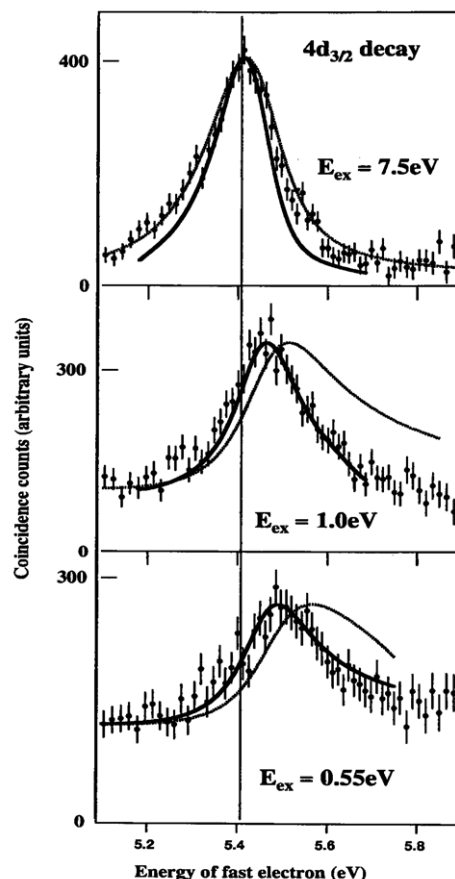 4d3/2 decay
400
Eex = 7.5eV
0
Coincidence counts (arbitrary units)
300
Eex = 1.0eV
0
300
Eex = 0.55eV
0
5.2 5.4 5.6 5.8
Energy of fast electron (eV)